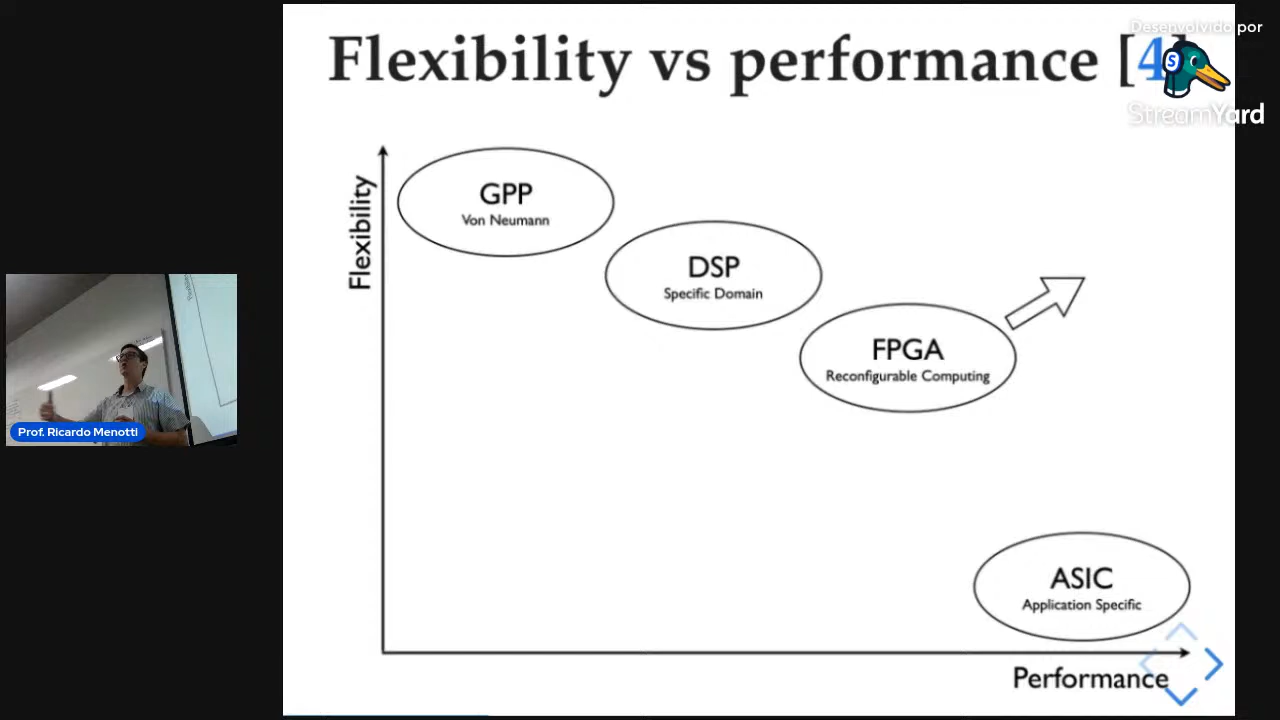 Flexibility vs performance [4]
Desenvolvido por
S
StreamYard
Flexibility
GPP
Von Neumann
DSP
Specific Domain
FPGA
Reconfigurable Computing
ASIC
Application Specific
Performance
Prof. Ricardo Menotti